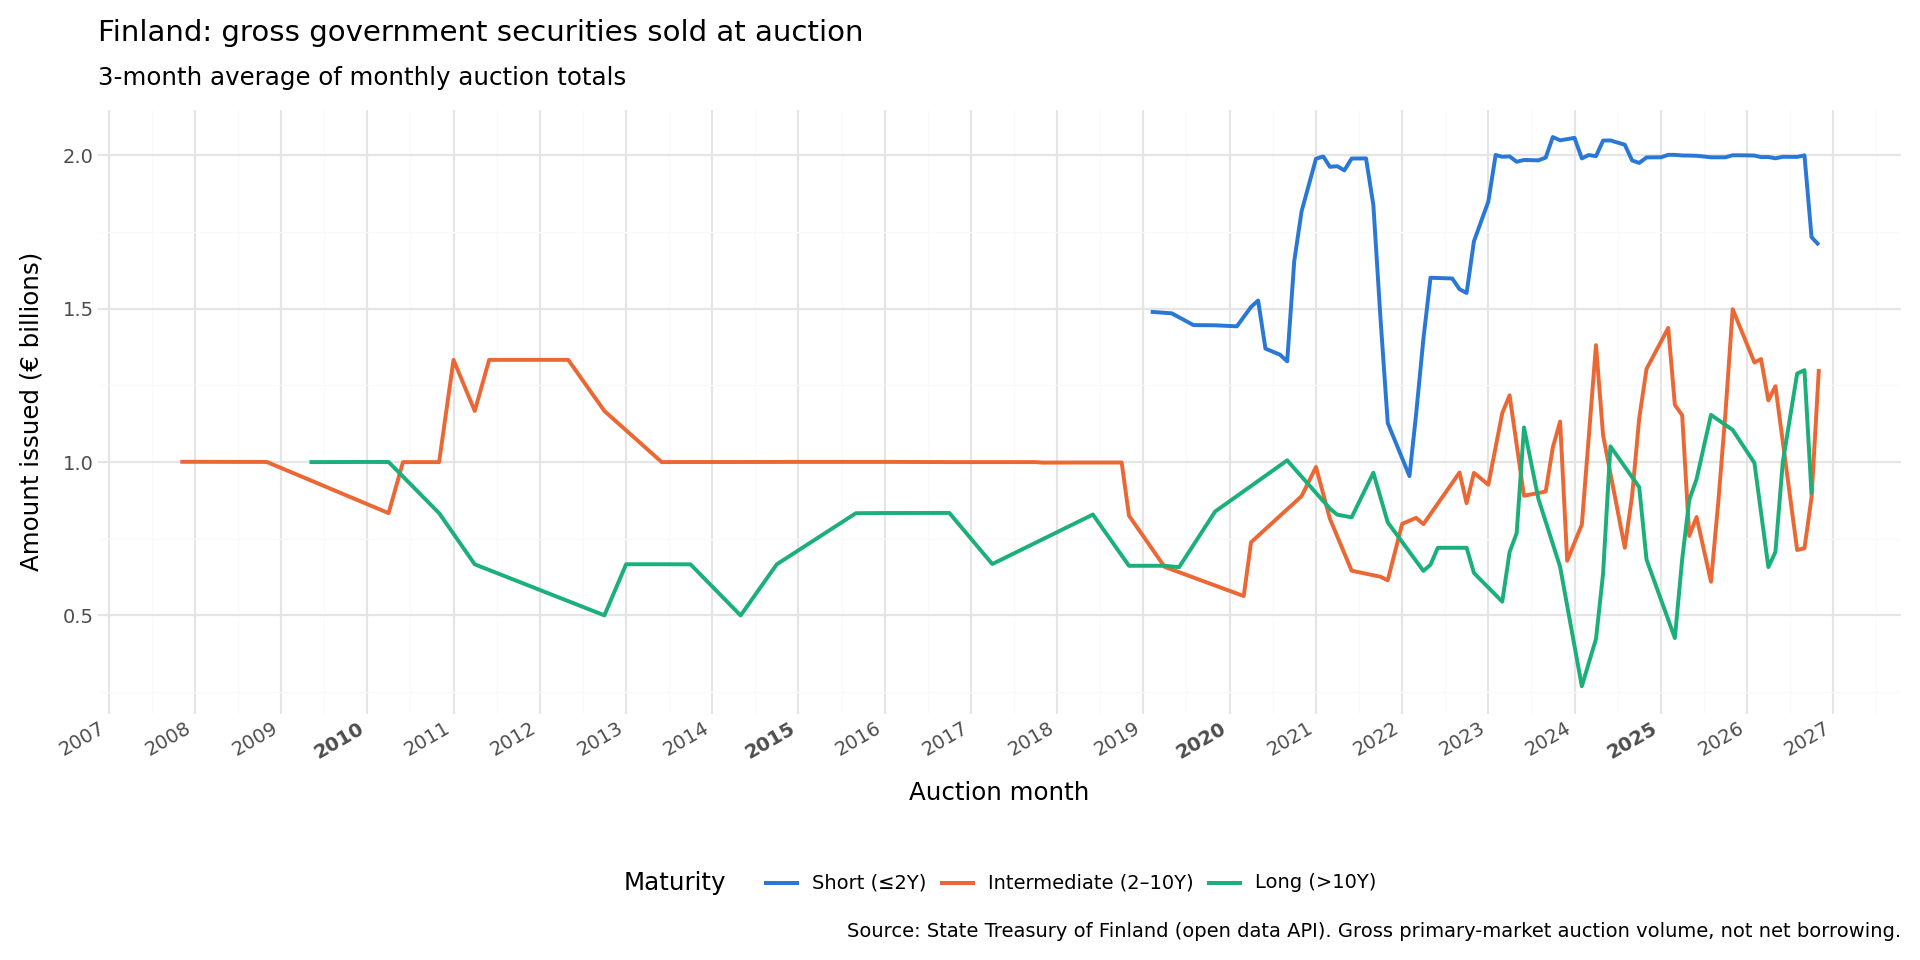 Finland: gross government securities sold at auction
3-month average of monthly auction totals
Amount issued (€ billions)
2.0
1.5
1.0
0.5
2007 2008 2009 2010 2011 2012 2013 2014 2015 2016 2017 2018 2019 2020 2021 2022 2023 2024 2025 2026 2027
Auction month
Maturity Short (≤2Y) Intermediate (2–10Y) Long (>10Y)
Source: State Treasury of Finland (open data API). Gross primary-market auction volume, not net borrowing.